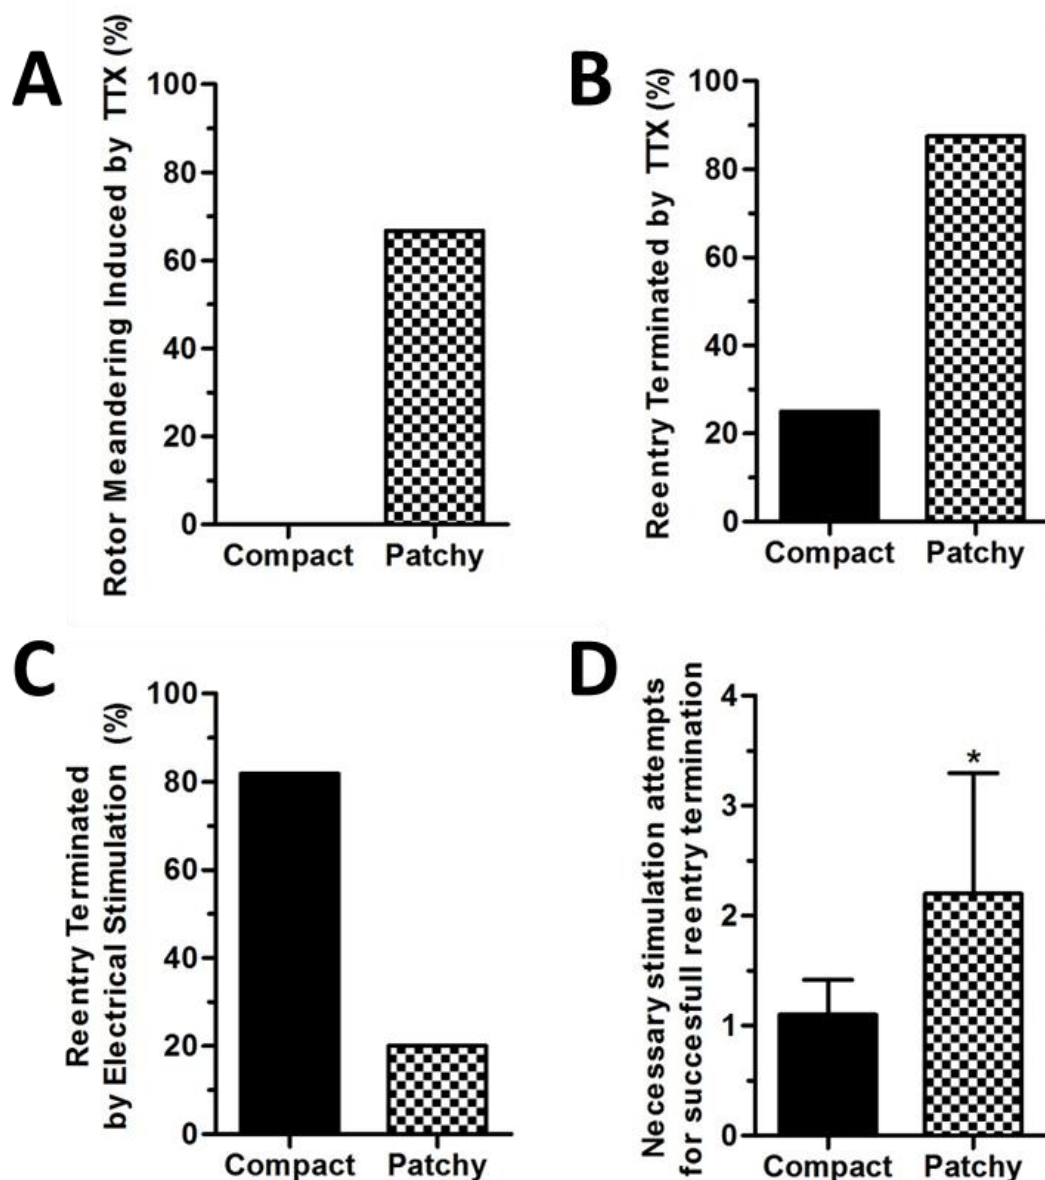 A
Rotor Meandering Induced by TTX (%)
100
80
60
40
20
0
Compact
Patchy
B
Reentry Terminated by TTX (%)
100
80
60
40
20
0
Compact
Patchy
C
Reentry Terminated
by Electrical Stimulation (%)
100
80
60
40
20
0
Compact
Patchy
D
Necessary stimulation attempts
for succesfull reentry termination
4
3
2
1
0
*
Compact
Patchy